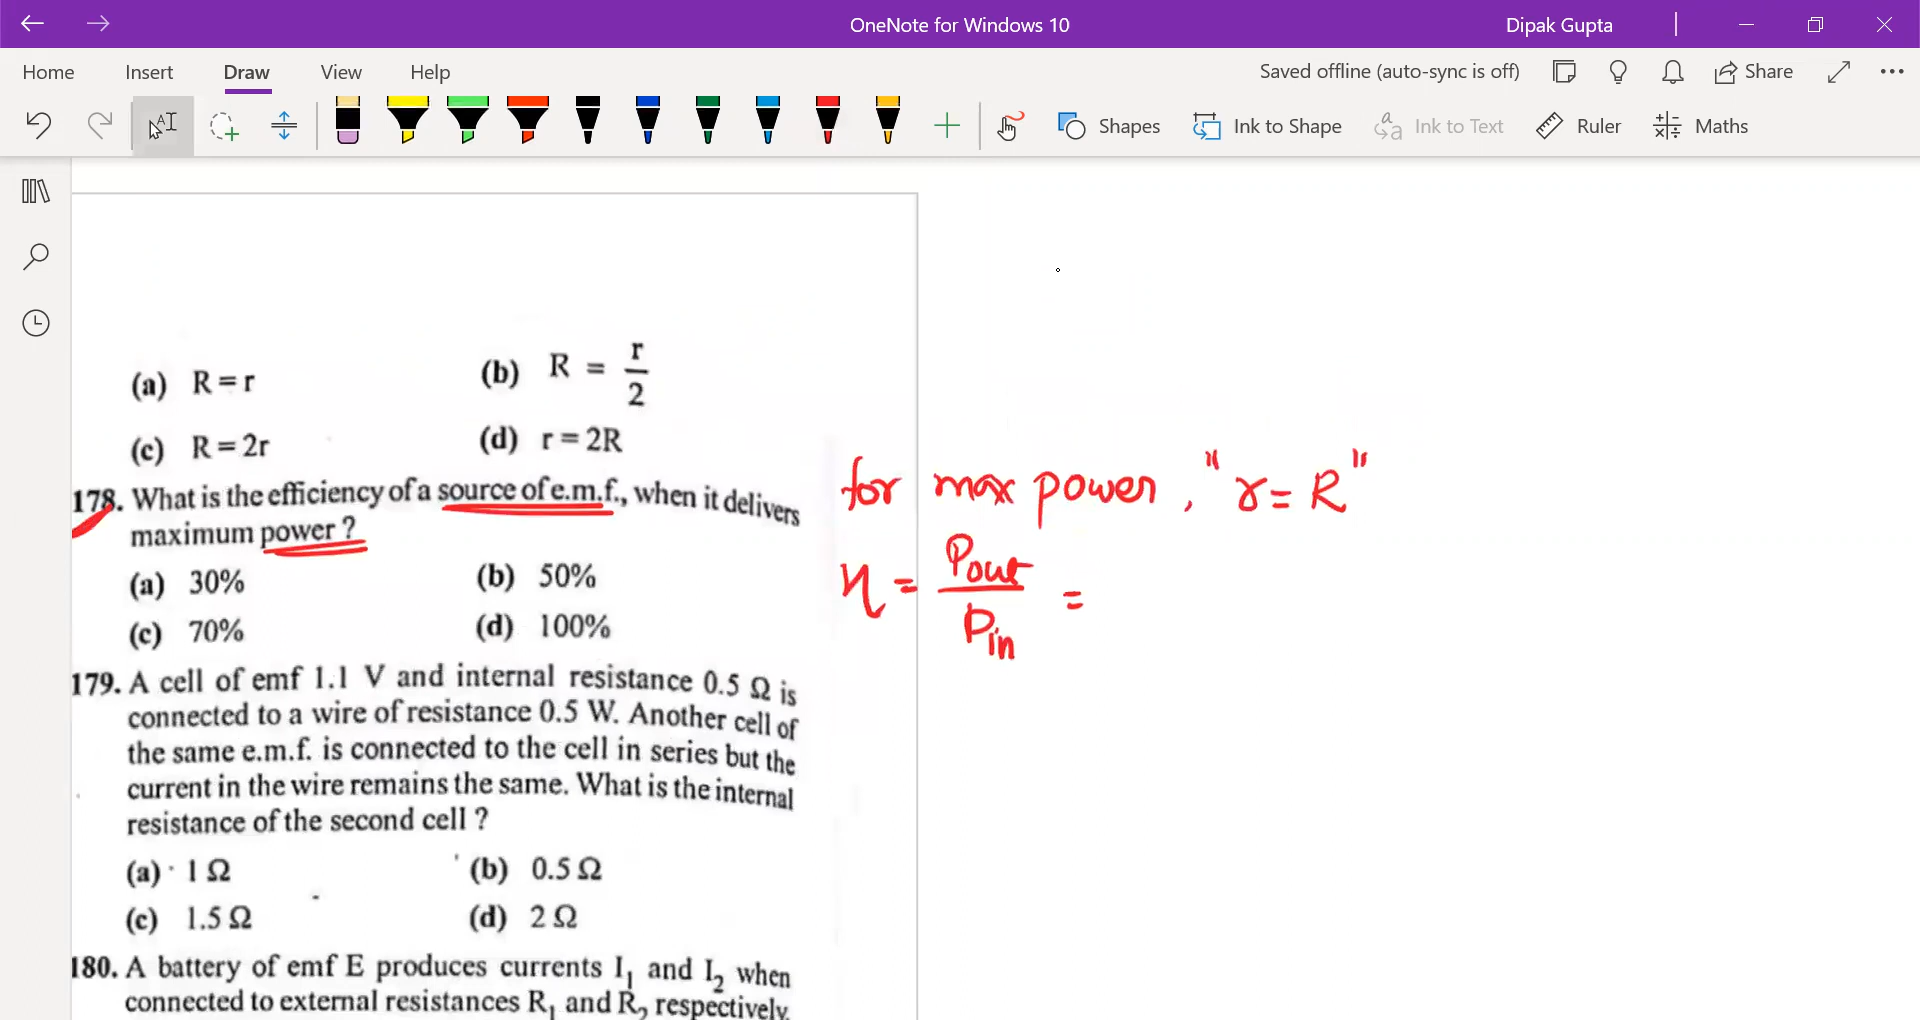 OneNote for Windows 10
Dipak Gupta
Home Insert Draw View Help
Saved offline (auto-sync is off) Share
Shapes Ink to Shape Ink to Text Ruler Maths
(a) R = r (b) R = r/2
(c) R = 2r (d) r = 2R
178. What is the efficiency of a source of e.m.f., when it delivers
maximum power ?
(a) 30% (b) 50%
(c) 70% (d) 100%
for max power, "r = R"
η = Pout/Pin =
179. A cell of emf 1.1 V and internal resistance 0.5 Ω is
connected to a wire of resistance 0.5 W. Another cell of
the same e.m.f. is connected to the cell in series but the
current in the wire remains the same. What is the internal
resistance of the second cell ?
(a) 1 Ω (b) 0.5 Ω
(c) 1.5 Ω (d) 2 Ω
180. A battery of emf E produces currents I₁ and I₂ when
connected to external resistances R₁ and R₂ respectively.